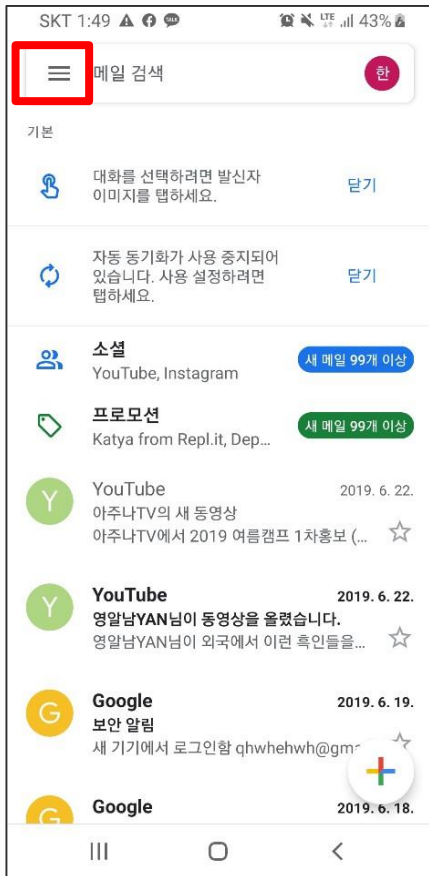 SKT 1:49 LTE 43%
메일 검색 한
기본
대화를 선택하려면 발신자
이미지를 탭하세요.
닫기
자동 동기화가 사용 중지되어
있습니다. 사용 설정하려면
탭하세요.
닫기
소셜
새 메일 99개 이상
YouTube, Instagram
프로모션
새 메일 99개 이상
Katya from Repl.it, Dep...
Y
YouTube 2019. 6. 22.
아주나TV의 새 동영상
아주나TV에서 2019 여름캠프 1차홍보 (...
Y
YouTube 2019. 6. 22.
영알남YAN님이 동영상을 올렸습니다.
영알남YAN님이 외국에서 이런 흑인들을...
G
Google 2019. 6. 19.
보안 알림
새 기기에서 로그인함 qhwhehwh@gm
G
Google 2019. 6. 18.